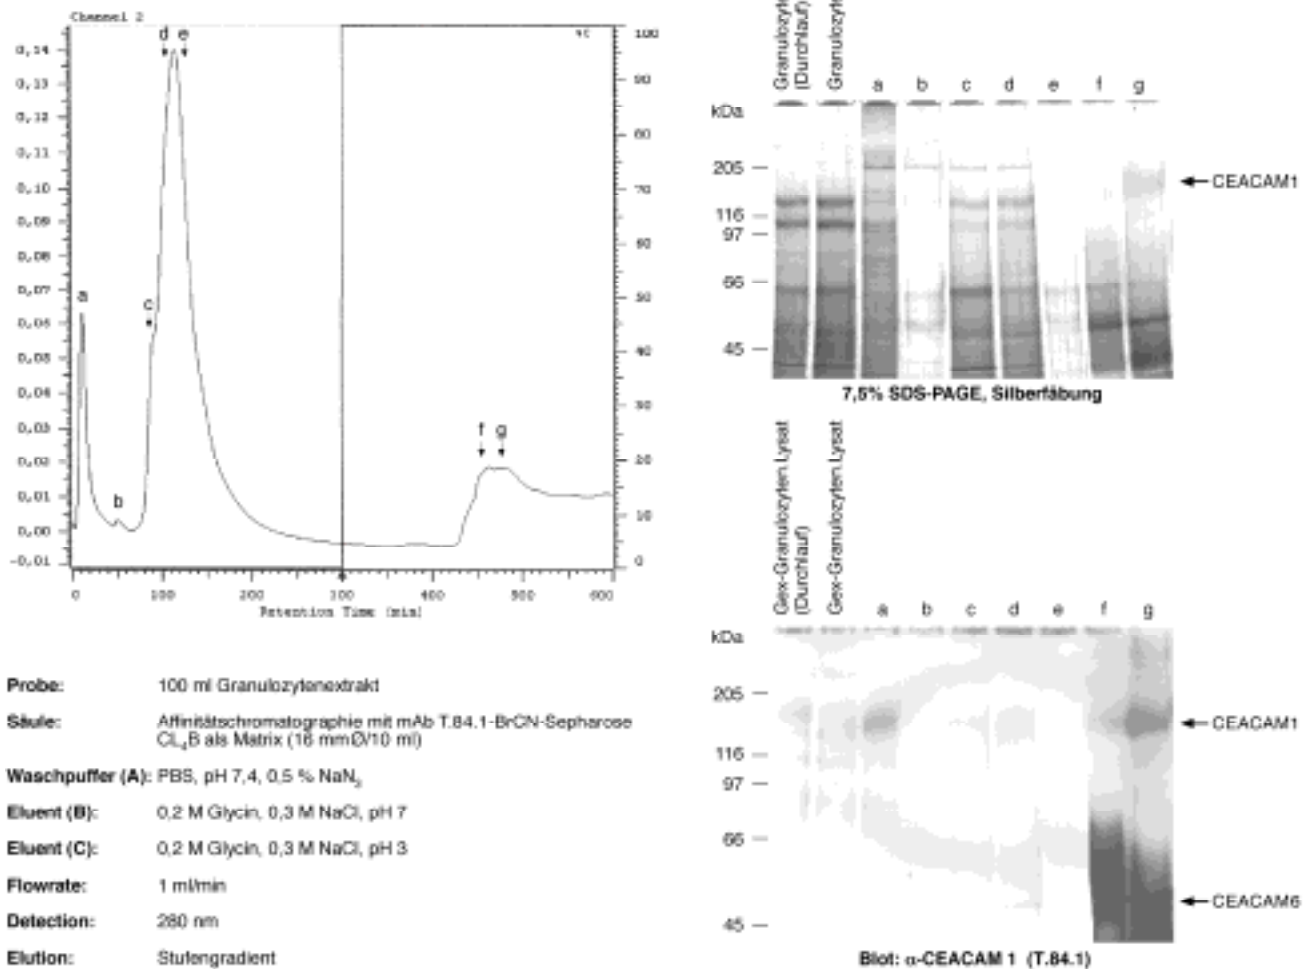 Channel 2
d e
%C
0,14
0,13
0,12
0,11
0,10
0,09
0,08
0,07
0,06
0,05
0,04
0,03
0,02
0,01
0,00
-0,01
a
c
b
f g
100
90
80
70
60
50
40
30
20
10
0
0 100 200 300 400 500 600
Retention Time (min)
Probe: 100 ml Granulozytenextrakt
Säule: Affinitätschromatographie mit mAb T.84.1-BrCN-Sepharose
CL₄B als Matrix (16 mmØ/10 ml)
Waschpuffer (A): PBS, pH 7,4, 0,5 % NaN₃
Eluent (B): 0,2 M Glycin, 0,3 M NaCl, pH 7
Eluent (C): 0,2 M Glycin, 0,3 M NaCl, pH 3
Flowrate: 1 ml/min
Detection: 280 nm
Elution: Stufengradient
Granulozyte
(Durchlauf)
Granulozyte
a b c d e f g
kDa
205
116
97
66
45
CEACAM1
7,5% SDS-PAGE, Silberfäbung
Gex-Granulozyten.Lysat
(Durchlauf)
Gex-Granulozyten.Lysat
a b c d e f g
kDa
205
116
97
66
45
CEACAM1
CEACAM6
Blot: α-CEACAM 1 (T.84.1)